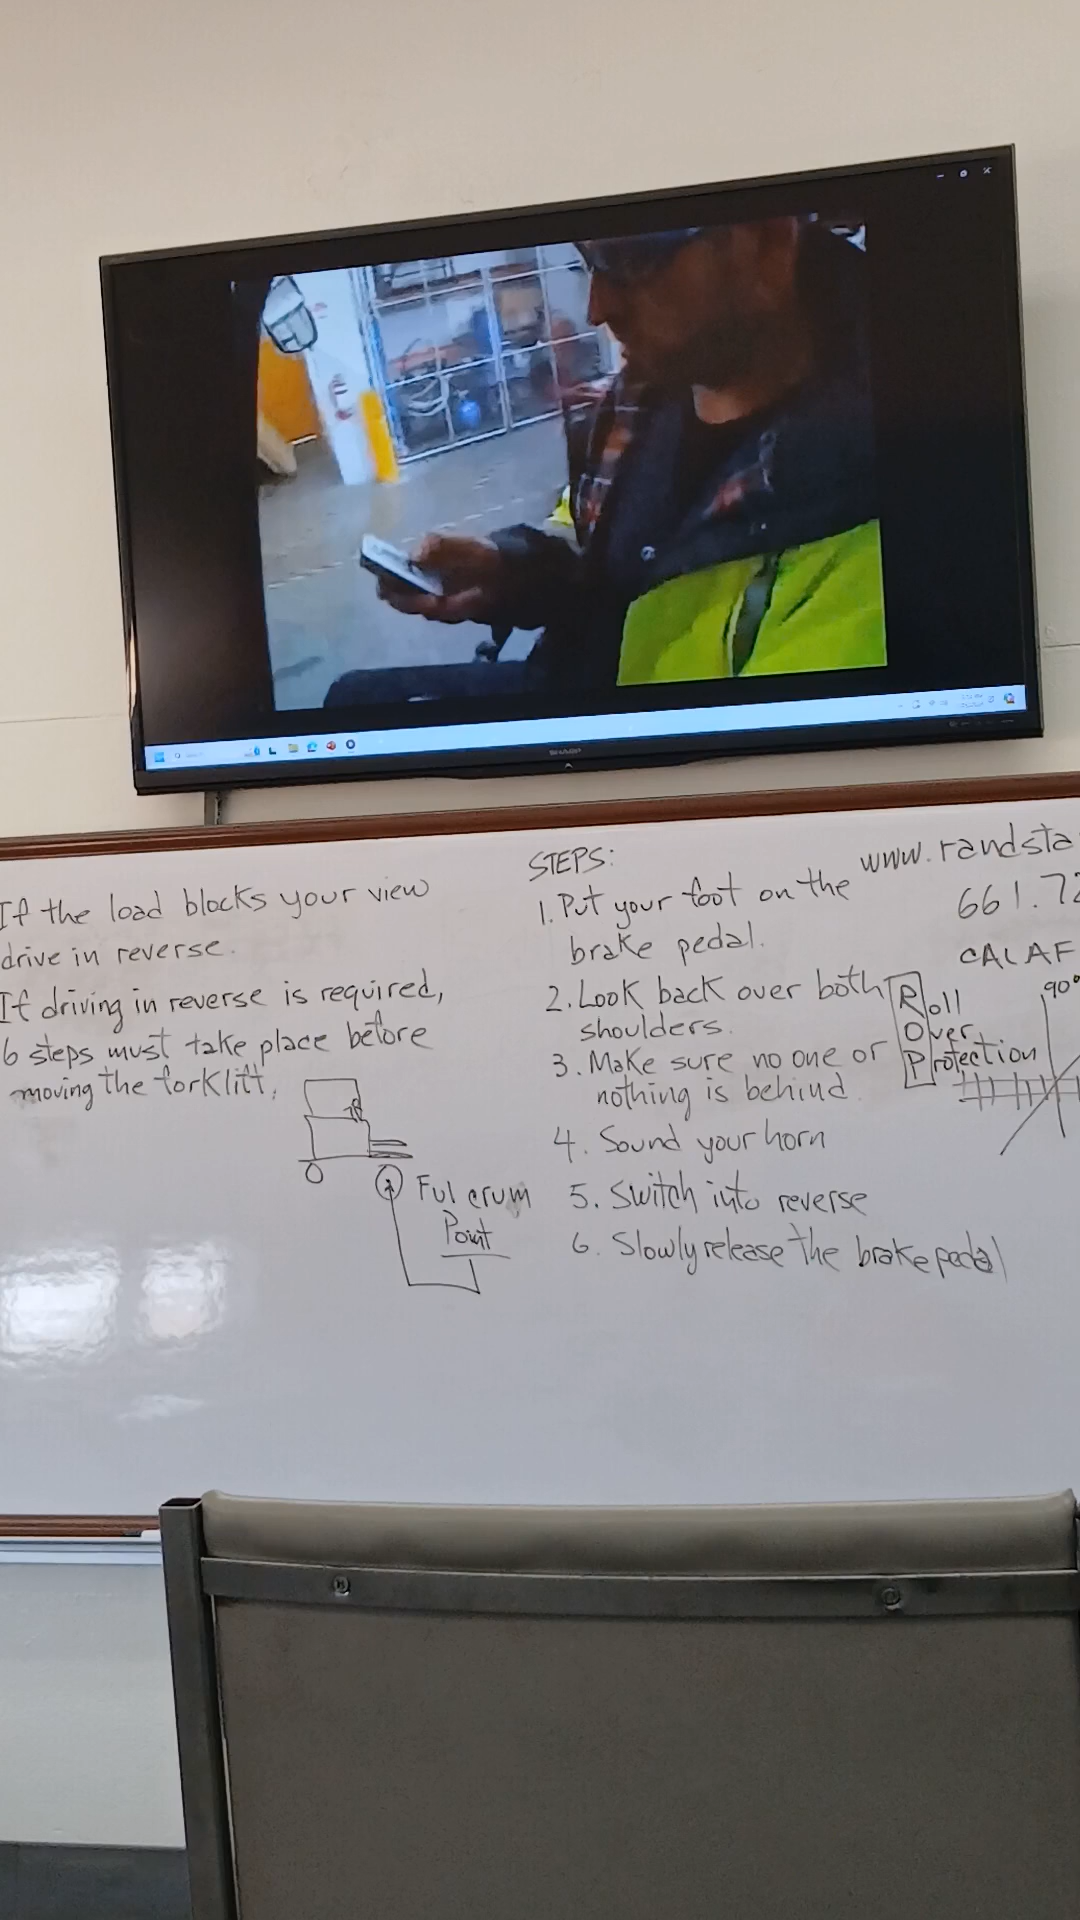 SHARP
If the load blocks your view
drive in reverse.
If driving in reverse is required,
6 steps must take place before
moving the forklift.
Fulcrum
Point
STEPS:
1. Put your foot on the
brake pedal.
2. Look back over both
shoulders.
3. Make sure no one or
nothing is behind.
4. Sound your horn
5. Switch into reverse
6. Slowly release the brake pedal
www.randsta
661.72
CALAF
Roll
Over
Protection
90°